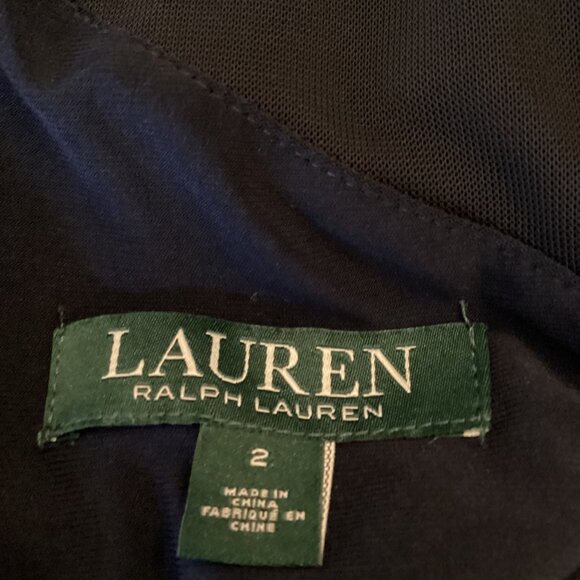 LAUREN
RALPH LAUREN
2
MADE IN
CHINA
FABRIQUÉ EN
CHINE